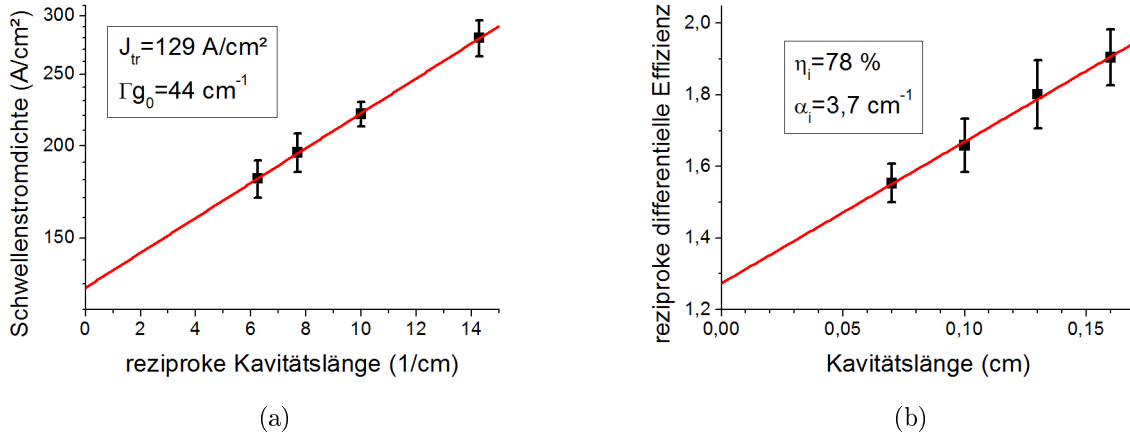 Schwellenstromdichte (A/cm²)
300
250
200
150
J_tr=129 A/cm²
Γg_0=44 cm^-1
0 2 4 6 8 10 12 14
reziproke Kavitätslänge (1/cm)
(a)
reziproke differentielle Effizienz
2,0
1,8
1,6
1,4
1,2
η_i=78 %
α_i=3,7 cm^-1
0,00 0,05 0,10 0,15
Kavitätslänge (cm)
(b)